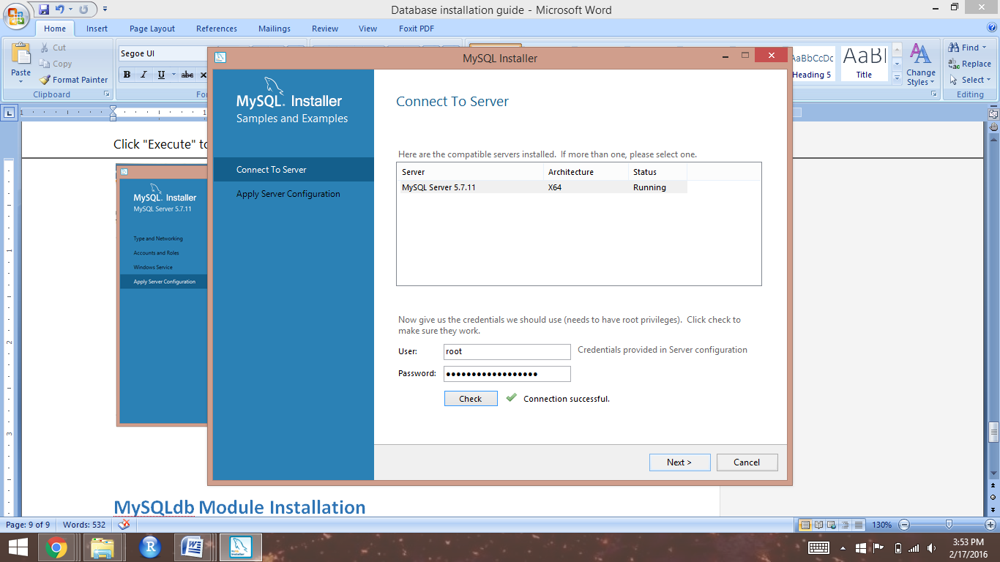 Database installation guide - Microsoft Word
Home Insert Page Layout References Mailings Review View Foxit PDF
Paste
Cut
Copy
Format Painter
Clipboard
Segoe UI
B I U abc
AaBbCcDc
Heading 5
AaBl
Title
Change
Styles
Find
Replace
Select
Editing
Click "Execute" to
MySQL Installer
MySQL Server 5.7.11
Type and Networking
Accounts and Roles
Windows Service
Apply Server Configuration
MySQL Installer
MySQL Installer
Samples and Examples
Connect To Server
Apply Server Configuration
Connect To Server
Here are the compatible servers installed. If more than one, please select one.
Server Architecture Status
MySQL Server 5.7.11 X64 Running
Now give us the credentials we should use (needs to have root privileges). Click check to
make sure they work.
User: root Credentials provided in Server configuration
Password: ●●●●●●●●●●●●●●●●●●
Check Connection successful.
Next > Cancel
MySQLdb Module Installation
Page: 9 of 9 Words: 532 130%
3:53 PM
2/17/2016